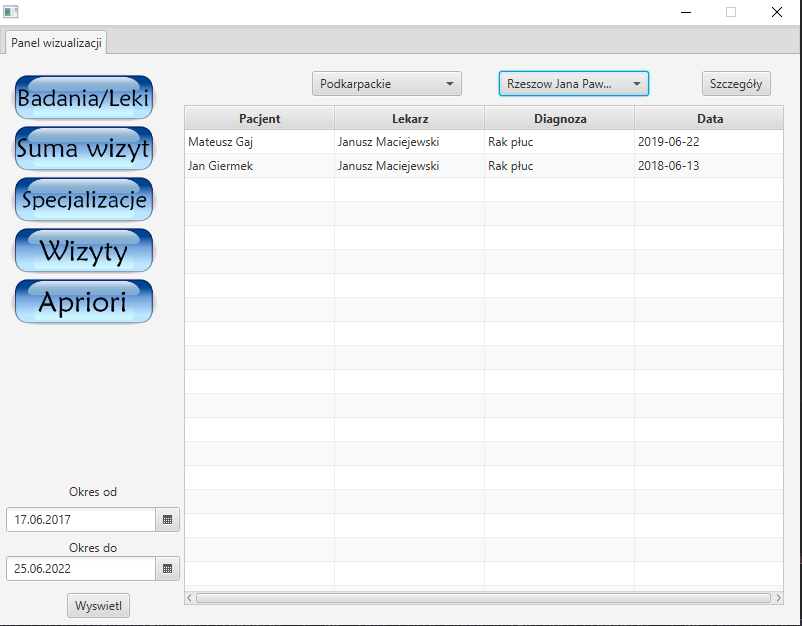 Panel wizualizacji
Podkarpackie
Rzeszow Jana Paw...
Szczegóły
Badania/Leki
Suma wizyt
Specjalizacje
Wizyty
Apriori
Pacjent Lekarz Diagnoza Data
Mateusz Gaj Janusz Maciejewski Rak płuc 2019-06-22
Jan Giermek Janusz Maciejewski Rak płuc 2018-06-13
Okres od
17.06.2017
Okres do
25.06.2022
Wyswietl